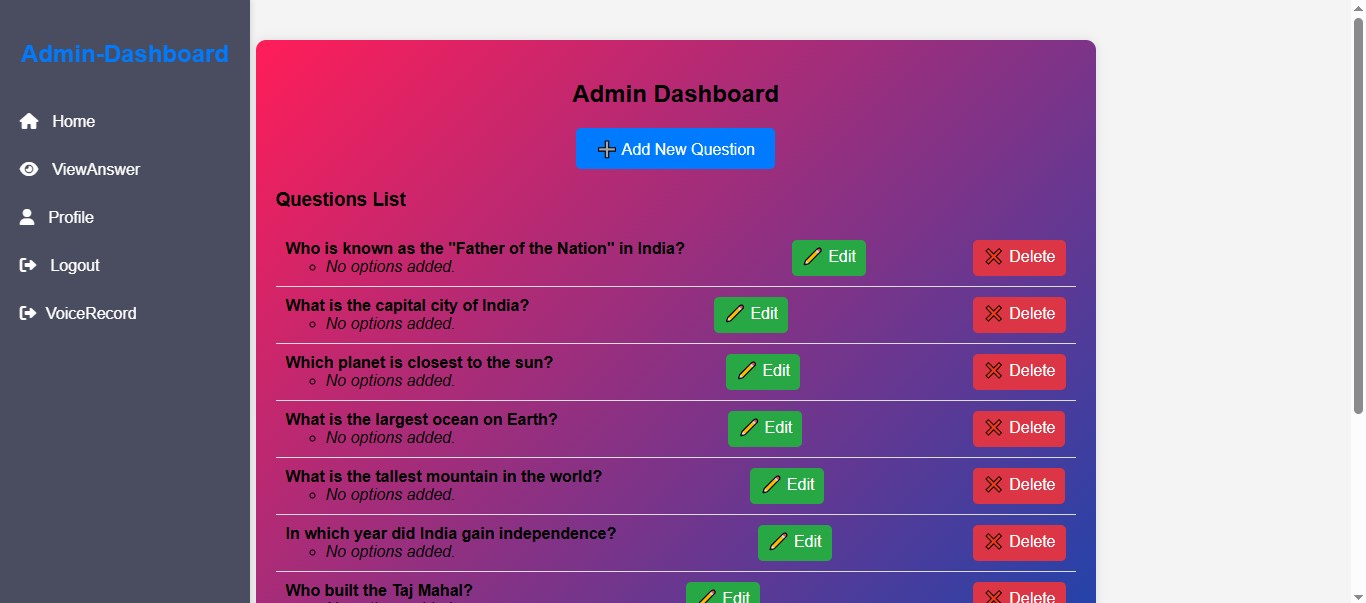 Admin-Dashboard
Home
ViewAnswer
Profile
Logout
VoiceRecord
Admin Dashboard
Add New Question
Questions List
Who is known as the "Father of the Nation" in India?
No options added.
Edit
Delete
What is the capital city of India?
No options added.
Edit
Delete
Which planet is closest to the sun?
No options added.
Edit
Delete
What is the largest ocean on Earth?
No options added.
Edit
Delete
What is the tallest mountain in the world?
No options added.
Edit
Delete
In which year did India gain independence?
No options added.
Edit
Delete
Who built the Taj Mahal?
Edit
Delete